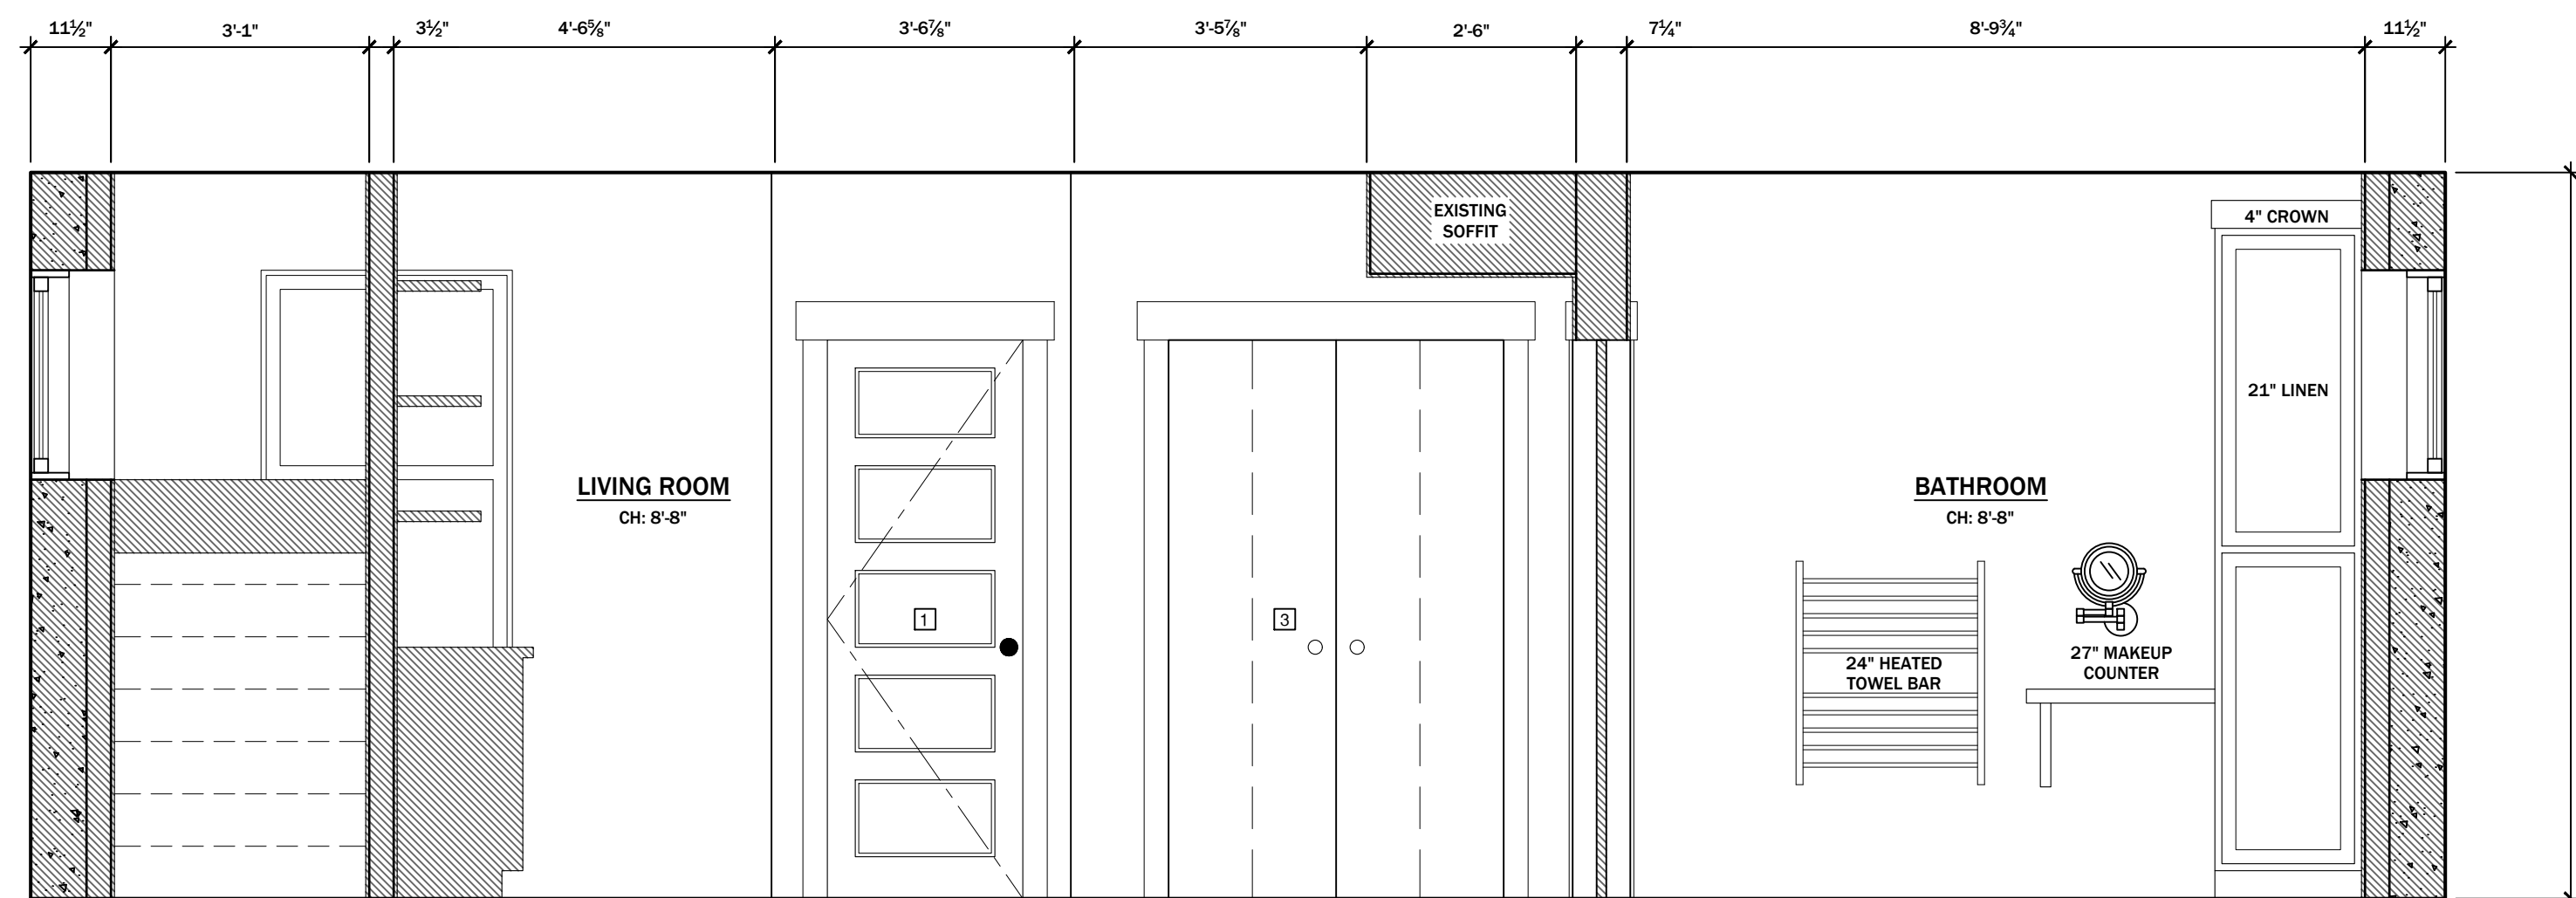 11½" 3'-1" 3½" 4'-6⅝" 3'-6⅞" 3'-5⅞" 2'-6" 7¼" 8'-9¾" 11½"
EXISTING
SOFFIT
4" CROWN
21" LINEN
LIVING ROOM
CH: 8'-8"
BATHROOM
CH: 8'-8"
1
3
24" HEATED
TOWEL BAR
27" MAKEUP
COUNTER